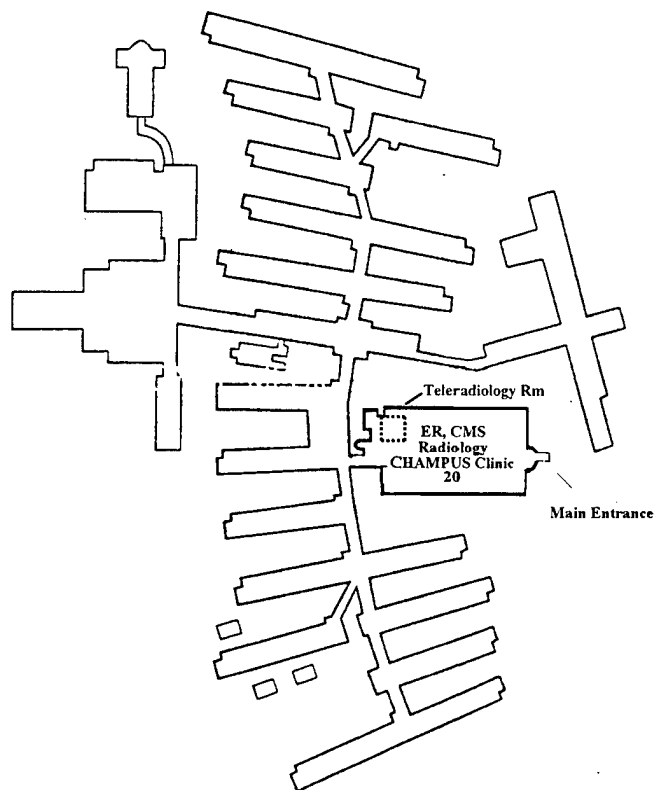 Teleradiology Rm
ER, CMS
Radiology
CHAMPUS Clinic
20
Main Entrance